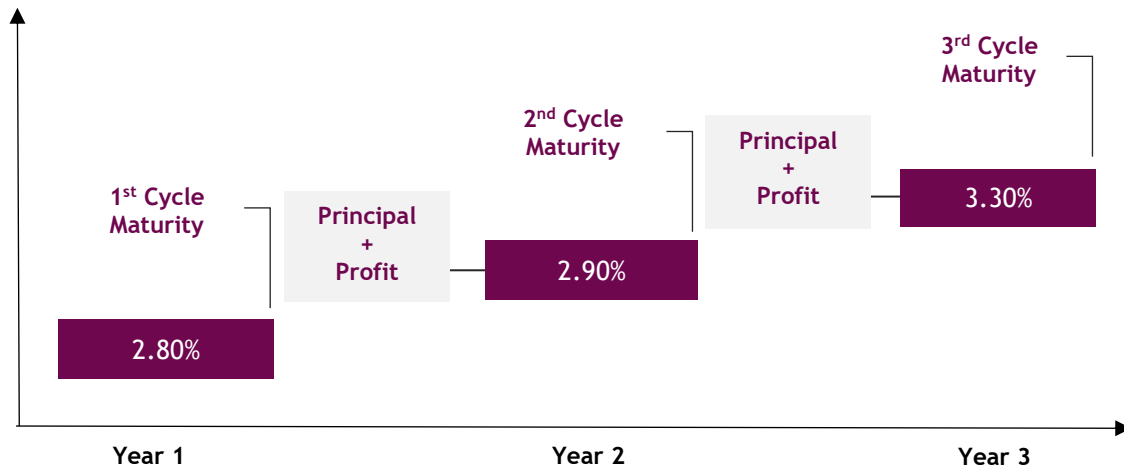 1st Cycle
Maturity
Principal
+
Profit
2.80%
2nd Cycle
Maturity
Principal
+
Profit
2.90%
3rd Cycle
Maturity
3.30%
Year 1
Year 2
Year 3